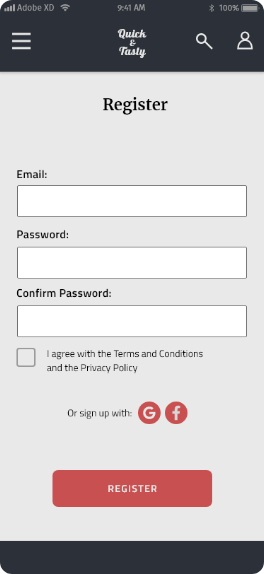 Adobe XD 9:41 AM 100%
Quick
&
Tasty
Register
Email:
Password:
Confirm Password:
I agree with the Terms and Conditions
and the Privacy Policy
Or sign up with: G f
REGISTER